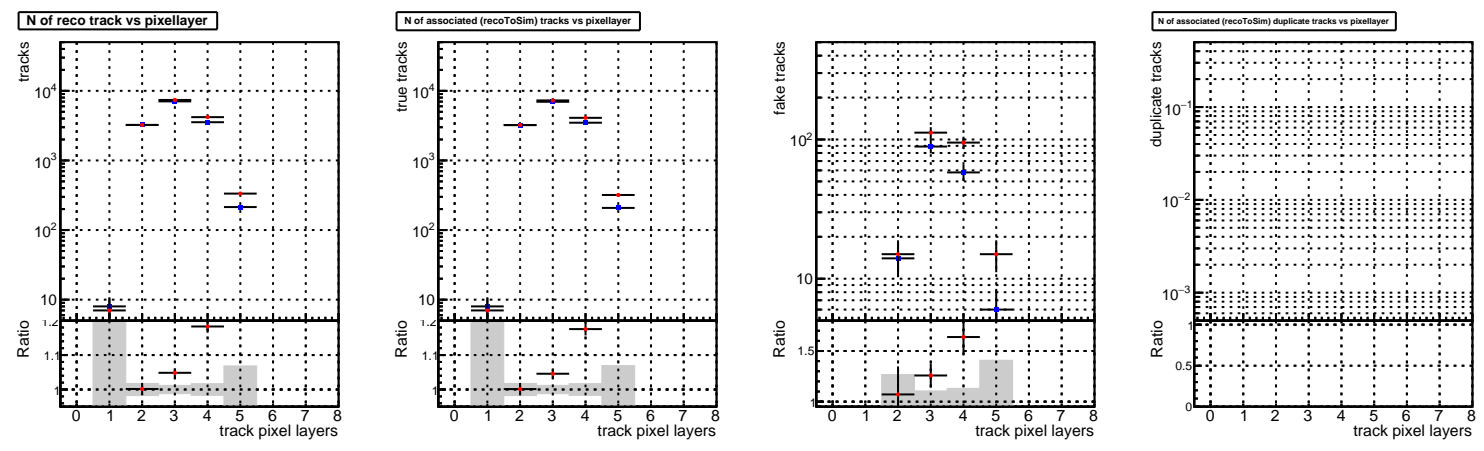 N of reco track vs pixellayer
tracks
10⁴
10³
10²
10
Ratio
1.2
1.1
1
0 1 2 3 4 5 6 7 8
track pixel layers
N of associated (recoToSim) tracks vs pixellayer
true tracks
10⁴
10³
10²
10
Ratio
1.2
1.1
1
0 1 2 3 4 5 6 7 8
track pixel layers
fake tracks
10²
10
Ratio
1.5
1
0 1 2 3 4 5 6 7 8
track pixel layers
N of associated (recoToSim) duplicate tracks vs pixellayer
duplicate tracks
10⁻¹
10⁻²
10⁻³
Ratio
1
0.5
0
0 1 2 3 4 5 6 7 8
track pixel layers